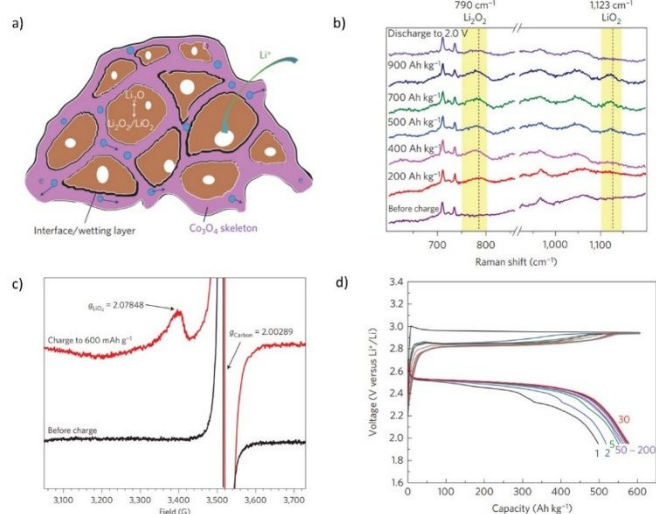 a)
Li⁺
Li₂O
Li₂O₂/LiO₂
Interface/wetting layer
Co₃O₄ skeleton
b)
790 cm⁻¹
Li₂O₂
1,123 cm⁻¹
LiO₂
Discharge to 2.0 V
900 Ah kg⁻¹
700 Ah kg⁻¹
500 Ah kg⁻¹
400 Ah kg⁻¹
200 Ah kg⁻¹
Before charge
700
800
1,000
1,100
Raman shift (cm⁻¹)
c)
g = 2.07848
gCarbon = 2.00289
Charge to 600 mAh g⁻¹
Before charge
3,100
3,200
3,300
3,400
3,500
3,600
3,700
Field (G)
d)
Voltage (V versus Li⁺/Li)
3.4
3.2
3.0
2.8
2.6
2.4
2.2
2.0
1.8
30
1
2
5
50 – 200
0
100
200
300
400
500
600
Capacity (Ah kg⁻¹)